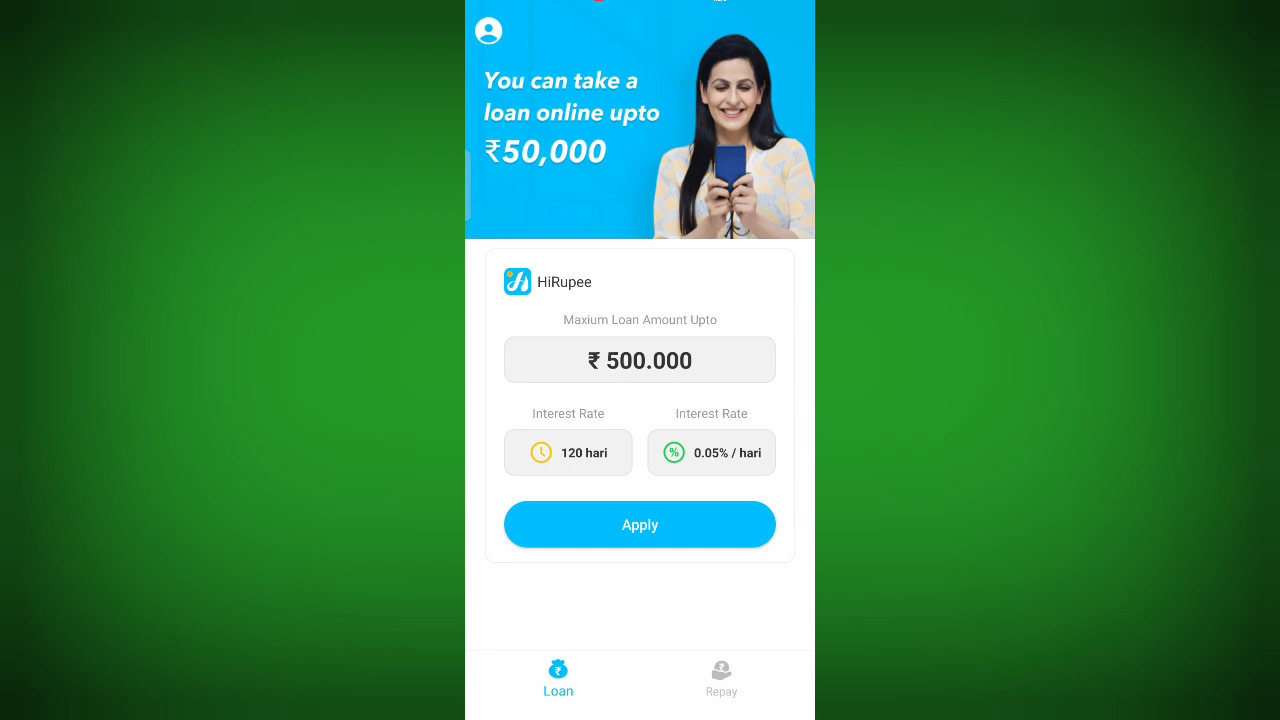 You can take a
loan online upto
₹50,000
HiRupee
Maxium Loan Amount Upto
₹ 500.000
Interest Rate
Interest Rate
120 hari
% 0.05% / hari
Apply
Loan
Repay